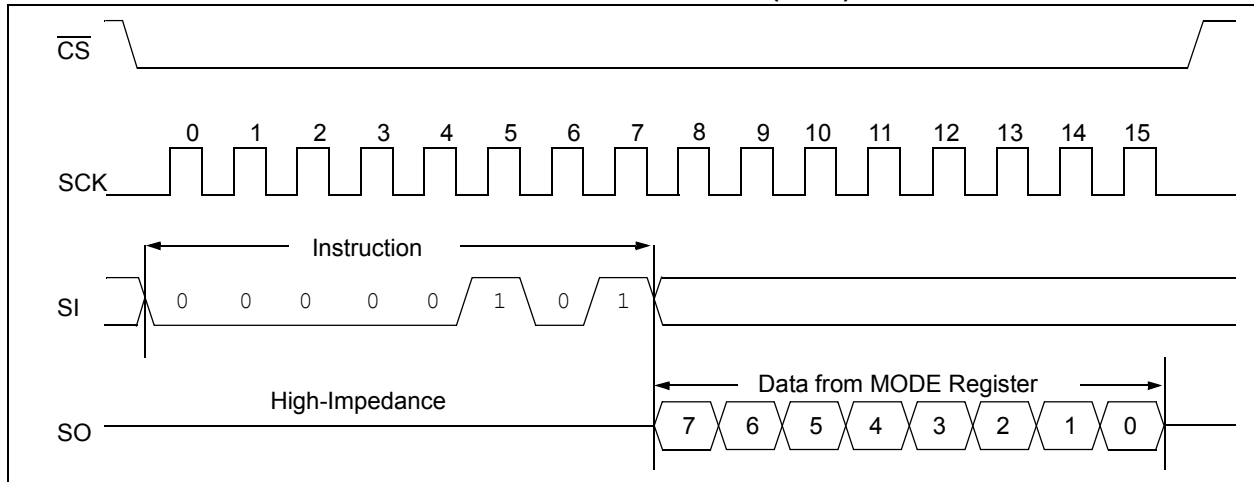 CS
0 1 2 3 4 5 6 7 8 9 10 11 12 13 14 15
SCK
Instruction
SI 0 0 0 0 0 1 0 1
Data from MODE Register
High-Impedance
SO 7 6 5 4 3 2 1 0